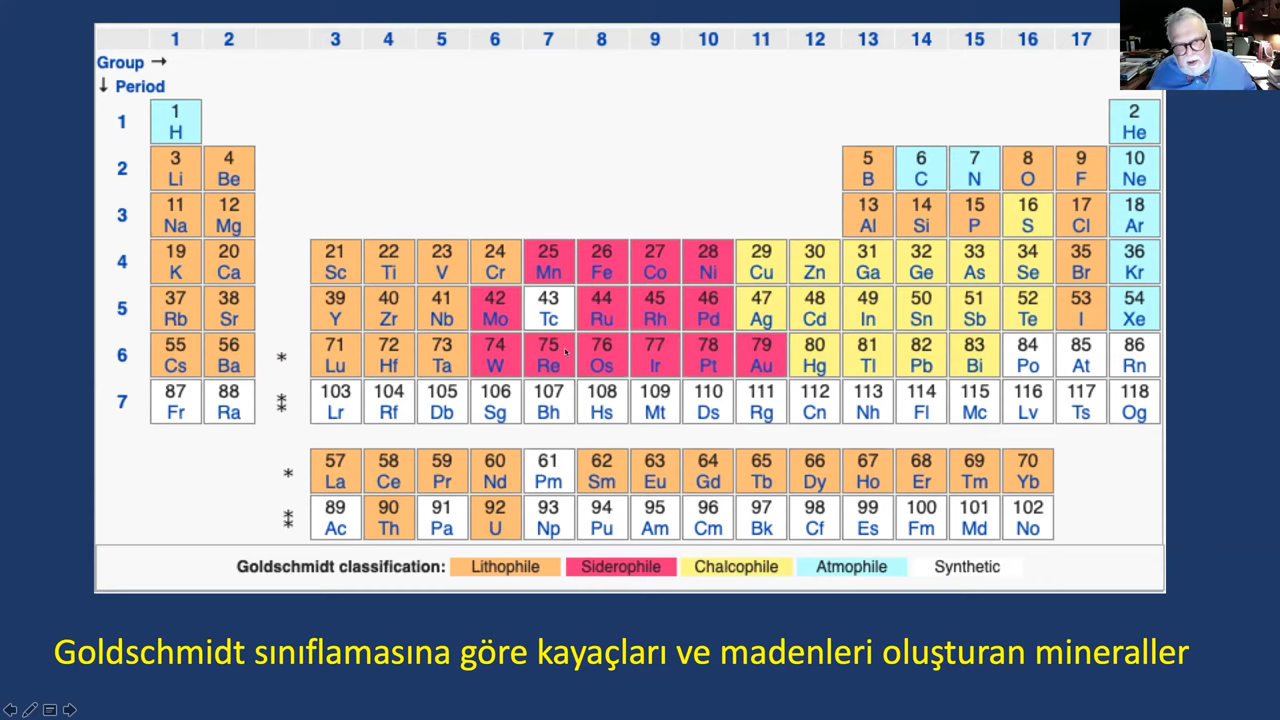 1 2 3 4 5 6 7 8 9 10 11 12 13 14 15 16 17
Group →
↓ Period
1 1 H 2 He
2 3 Li 4 Be 5 B 6 C 7 N 8 O 9 F 10 Ne
3 11 Na 12 Mg 13 Al 14 Si 15 P 16 S 17 Cl 18 Ar
4 19 K 20 Ca 21 Sc 22 Ti 23 V 24 Cr 25 Mn 26 Fe 27 Co 28 Ni 29 Cu 30 Zn 31 Ga 32 Ge 33 As 34 Se 35 Br 36 Kr
5 37 Rb 38 Sr 39 Y 40 Zr 41 Nb 42 Mo 43 Tc 44 Ru 45 Rh 46 Pd 47 Ag 48 Cd 49 In 50 Sn 51 Sb 52 Te 53 I 54 Xe
6 55 Cs 56 Ba * 71 Lu 72 Hf 73 Ta 74 W 75 Re 76 Os 77 Ir 78 Pt 79 Au 80 Hg 81 Tl 82 Pb 83 Bi 84 Po 85 At 86 Rn
7 87 Fr 88 Ra ** 103 Lr 104 Rf 105 Db 106 Sg 107 Bh 108 Hs 109 Mt 110 Ds 111 Rg 112 Cn 113 Nh 114 Fl 115 Mc 116 Lv 117 Ts 118 Og
* 57 La 58 Ce 59 Pr 60 Nd 61 Pm 62 Sm 63 Eu 64 Gd 65 Tb 66 Dy 67 Ho 68 Er 69 Tm 70 Yb
** 89 Ac 90 Th 91 Pa 92 U 93 Np 94 Pu 95 Am 96 Cm 97 Bk 98 Cf 99 Es 100 Fm 101 Md 102 No
Goldschmidt classification: Lithophile Siderophile Chalcophile Atmophile Synthetic
Goldschmidt sınıflamasına göre kayaçları ve madenleri oluşturan mineraller